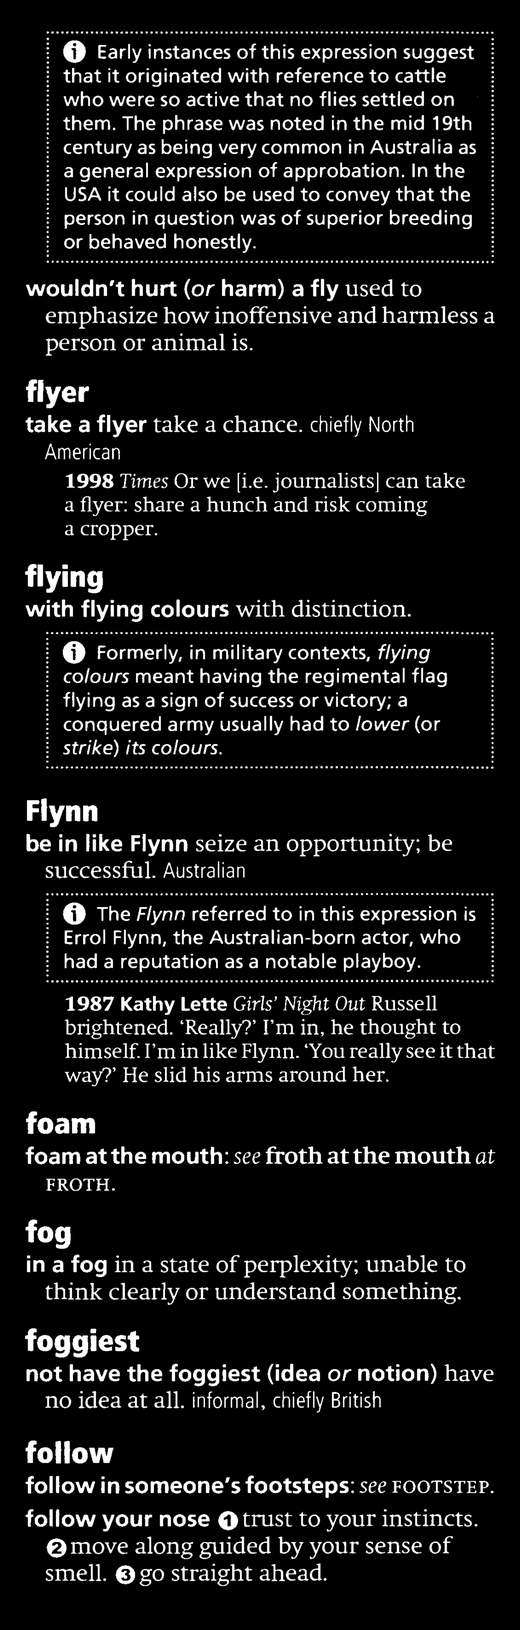 ⓘ Early instances of this expression suggest
that it originated with reference to cattle
who were so active that no flies settled on
them. The phrase was noted in the mid 19th
century as being very common in Australia as
a general expression of approbation. In the
USA it could also be used to convey that the
person in question was of superior breeding
or behaved honestly.
wouldn't hurt (or harm) a fly used to
emphasize how inoffensive and harmless a
person or animal is.
flyer
take a flyer take a chance. chiefly North
American
1998 Times Or we [i.e. journalists] can take
a flyer: share a hunch and risk coming
a cropper.
flying
with flying colours with distinction.
ⓘ Formerly, in military contexts, flying
colours meant having the regimental flag
flying as a sign of success or victory; a
conquered army usually had to lower (or
strike) its colours.
Flynn
be in like Flynn seize an opportunity; be
successful. Australian
ⓘ The Flynn referred to in this expression is
Errol Flynn, the Australian-born actor, who
had a reputation as a notable playboy.
1987 Kathy Lette Girls' Night Out Russell
brightened. 'Really?' I'm in, he thought to
himself. I'm in like Flynn. 'You really see it that
way?' He slid his arms around her.
foam
foam at the mouth: see froth at the mouth at
FROTH.
fog
in a fog in a state of perplexity; unable to
think clearly or understand something.
foggiest
not have the foggiest (idea or notion) have
no idea at all. informal, chiefly British
follow
follow in someone's footsteps: see FOOTSTEP.
follow your nose ❶ trust to your instincts.
❷ move along guided by your sense of
smell. ❸ go straight ahead.